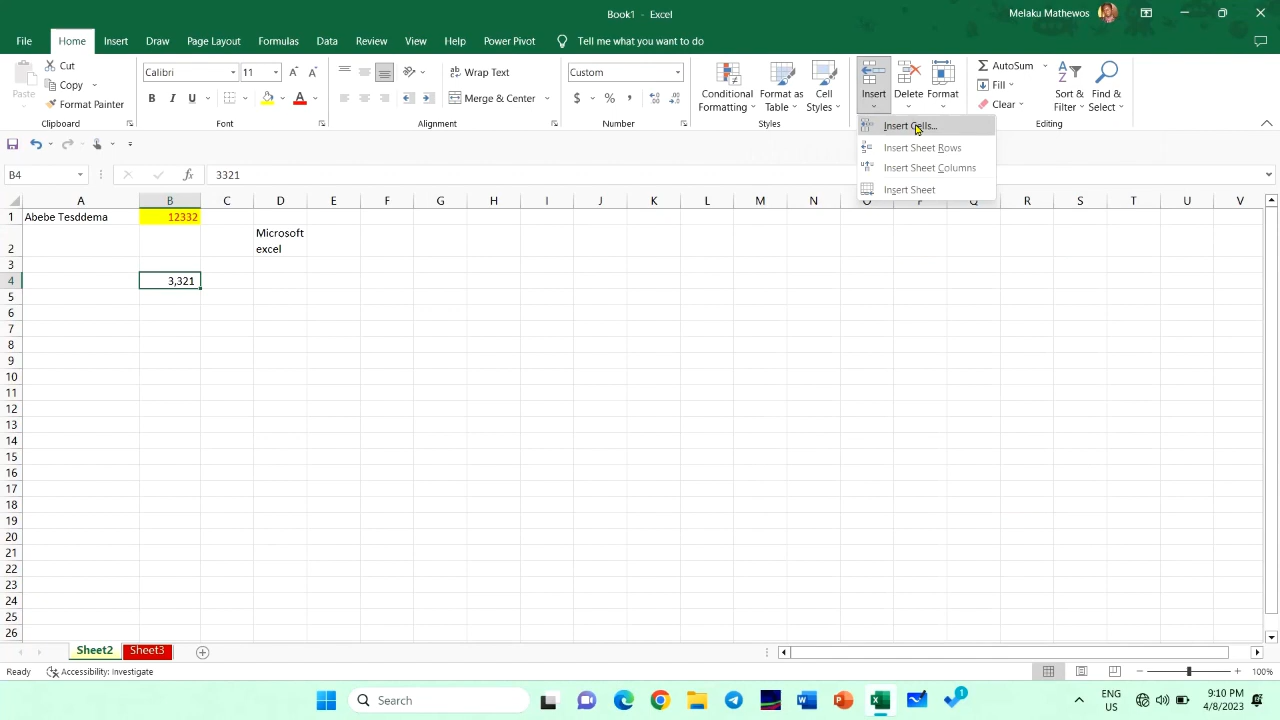 Book1 - Excel
Melaku Mathewos
File Home Insert Draw Page Layout Formulas Data Review View Help Power Pivot Tell me what you want to do
Paste
Cut
Copy
Format Painter
Clipboard
Calibri 11
B I U
Font
Wrap Text
Merge & Center
Alignment
Custom
$ % ,
Number
Conditional Formatting
Format as Table
Cell Styles
Styles
Insert Delete Format
AutoSum
Fill
Clear
Sort & Filter
Find & Select
Editing
Insert Cells...
Insert Sheet Rows
Insert Sheet Columns
Insert Sheet
B4 fx 3321
A B C D E F G H I J K L M N O P Q R S T U V
1 Abebe Tesddema 12332
2 Microsoft excel
3
4 3,321
5
6
7
8
9
10
11
12
13
14
15
16
17
18
19
20
21
22
23
24
25
26
Sheet2 Sheet3
Ready Accessibility: Investigate 100%
Search
1
ENG US
9:10 PM
4/8/2023